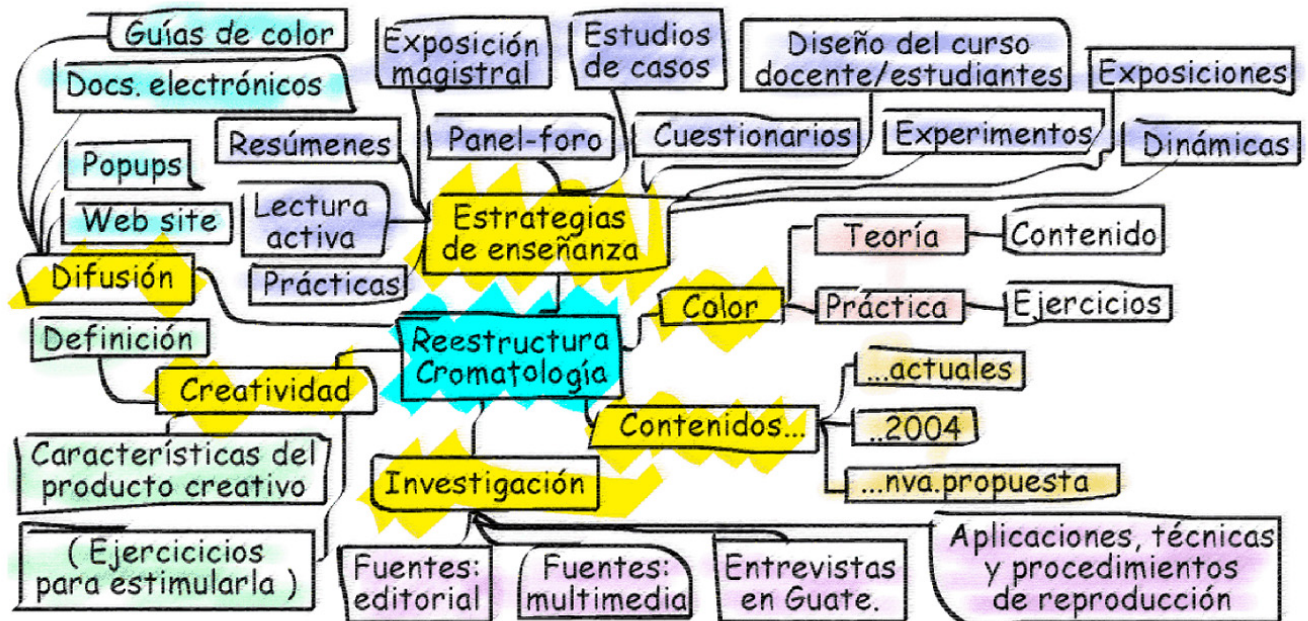 Guías de color
Docs. electrónicos
Popups
Web site
Difusión
Exposición
magistral
Estudios
de casos
Diseño del curso
docente/estudiantes
Exposiciones
Resúmenes
Panel-foro
Cuestionarios
Experimentos
Dinámicas
Lectura
activa
Prácticas
Estrategias
de enseñanza
Teoría
Contenido
Color
Práctica
Ejercicios
Reestructura
Cromatología
Definición
Creatividad
Características del
producto creativo
( Ejercicicios
para estimularla )
Contenidos...
...actuales
..2004
...nva.propuesta
Investigación
Fuentes:
editorial
Fuentes:
multimedia
Entrevistas
en Guate.
Aplicaciones, técnicas
y procedimientos
de reproducción